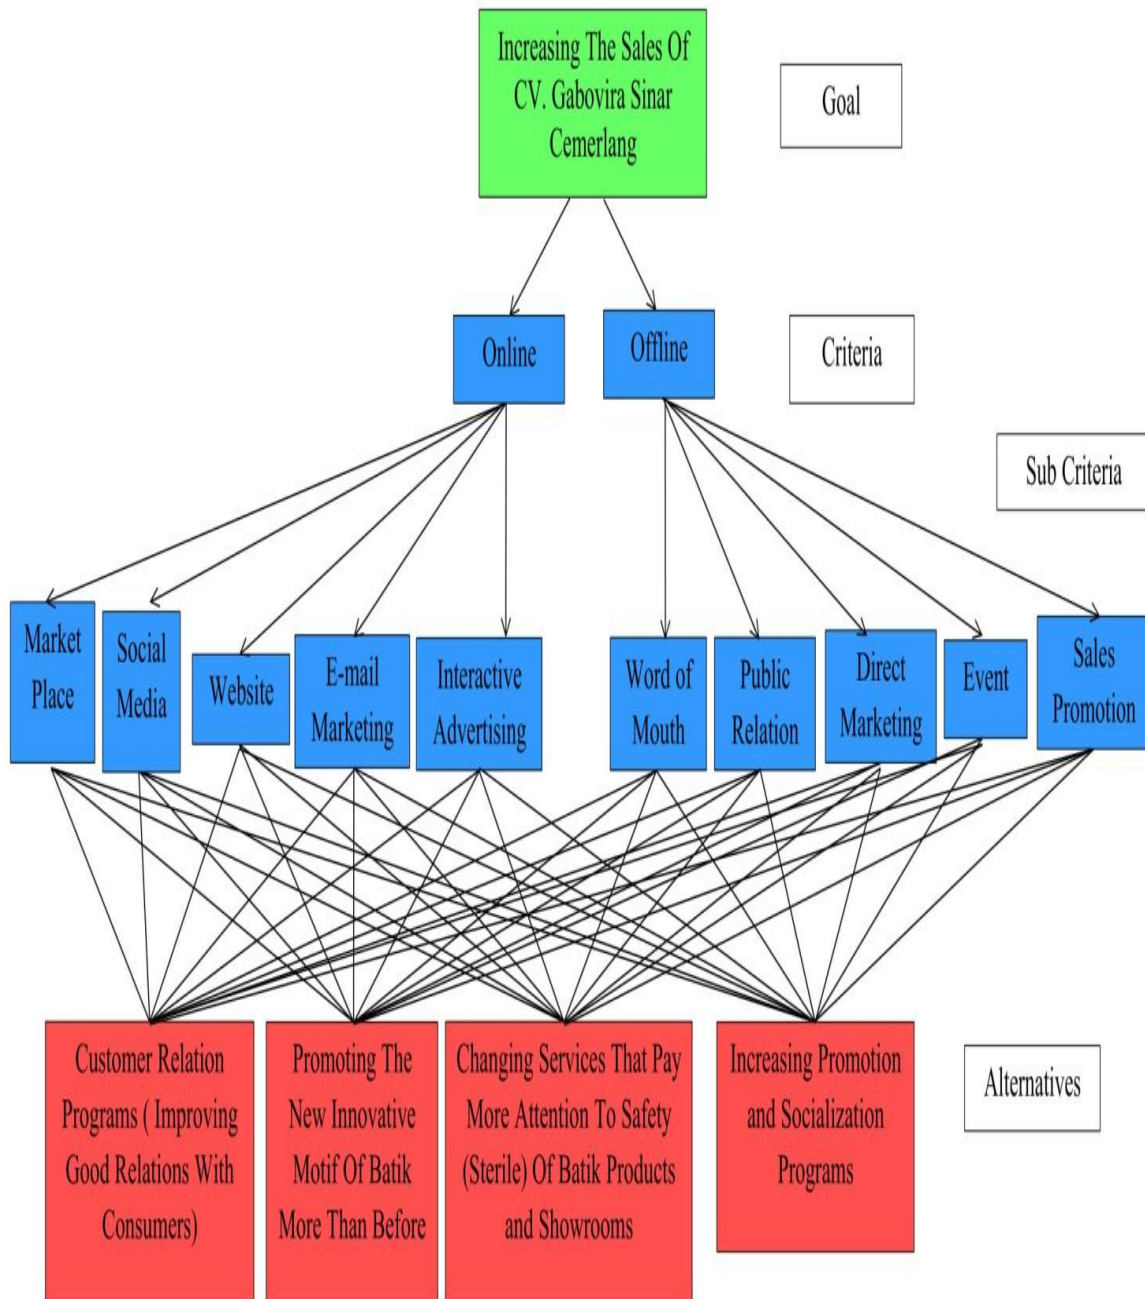 Increasing The Sales Of
CV. Gabovira Sinar
Cemerlang
Goal
Online
Offline
Criteria
Sub Criteria
Market
Place
Social
Media
Website
E-mail
Marketing
Interactive
Advertising
Word of
Mouth
Public
Relation
Direct
Marketing
Event
Sales
Promotion
Customer Relation
Programs ( Improving
Good Relations With
Consumers)
Promoting The
New Innovative
Motif Of Batik
More Than Before
Changing Services That Pay
More Attention To Safety
(Sterile) Of Batik Products
and Showrooms
Increasing Promotion
and Socialization
Programs
Alternatives